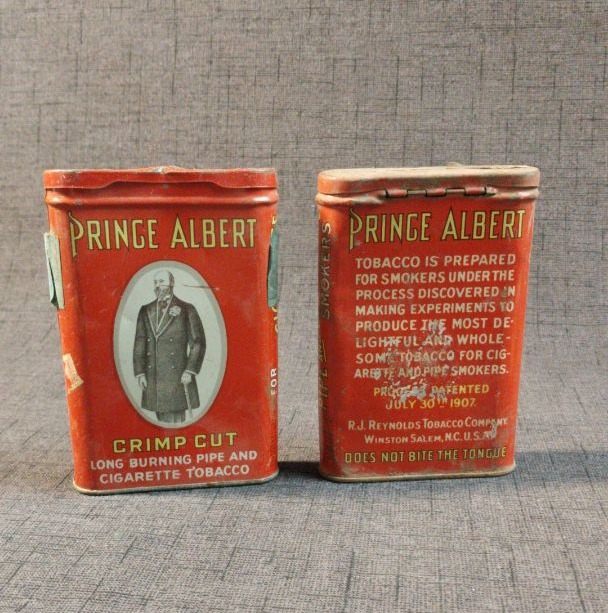 PRINCE ALBERT
CRIMP CUT
LONG BURNING PIPE AND
CIGARETTE TOBACCO
FOR
SMOKERS
PRINCE ALBERT
TOBACCO IS PREPARED
FOR SMOKERS UNDER THE
PROCESS DISCOVERED IN
MAKING EXPERIMENTS TO
PRODUCE THE MOST DE-
LIGHTFUL AND WHOLE-
SOME TOBACCO FOR CIG-
ARETTE AND PIPE SMOKERS.
PROCESS PATENTED
JULY 30TH 1907.
R.J. REYNOLDS TOBACCO COMPANY
WINSTON SALEM, N.C. U.S.A.
DOES NOT BITE THE TONGUE